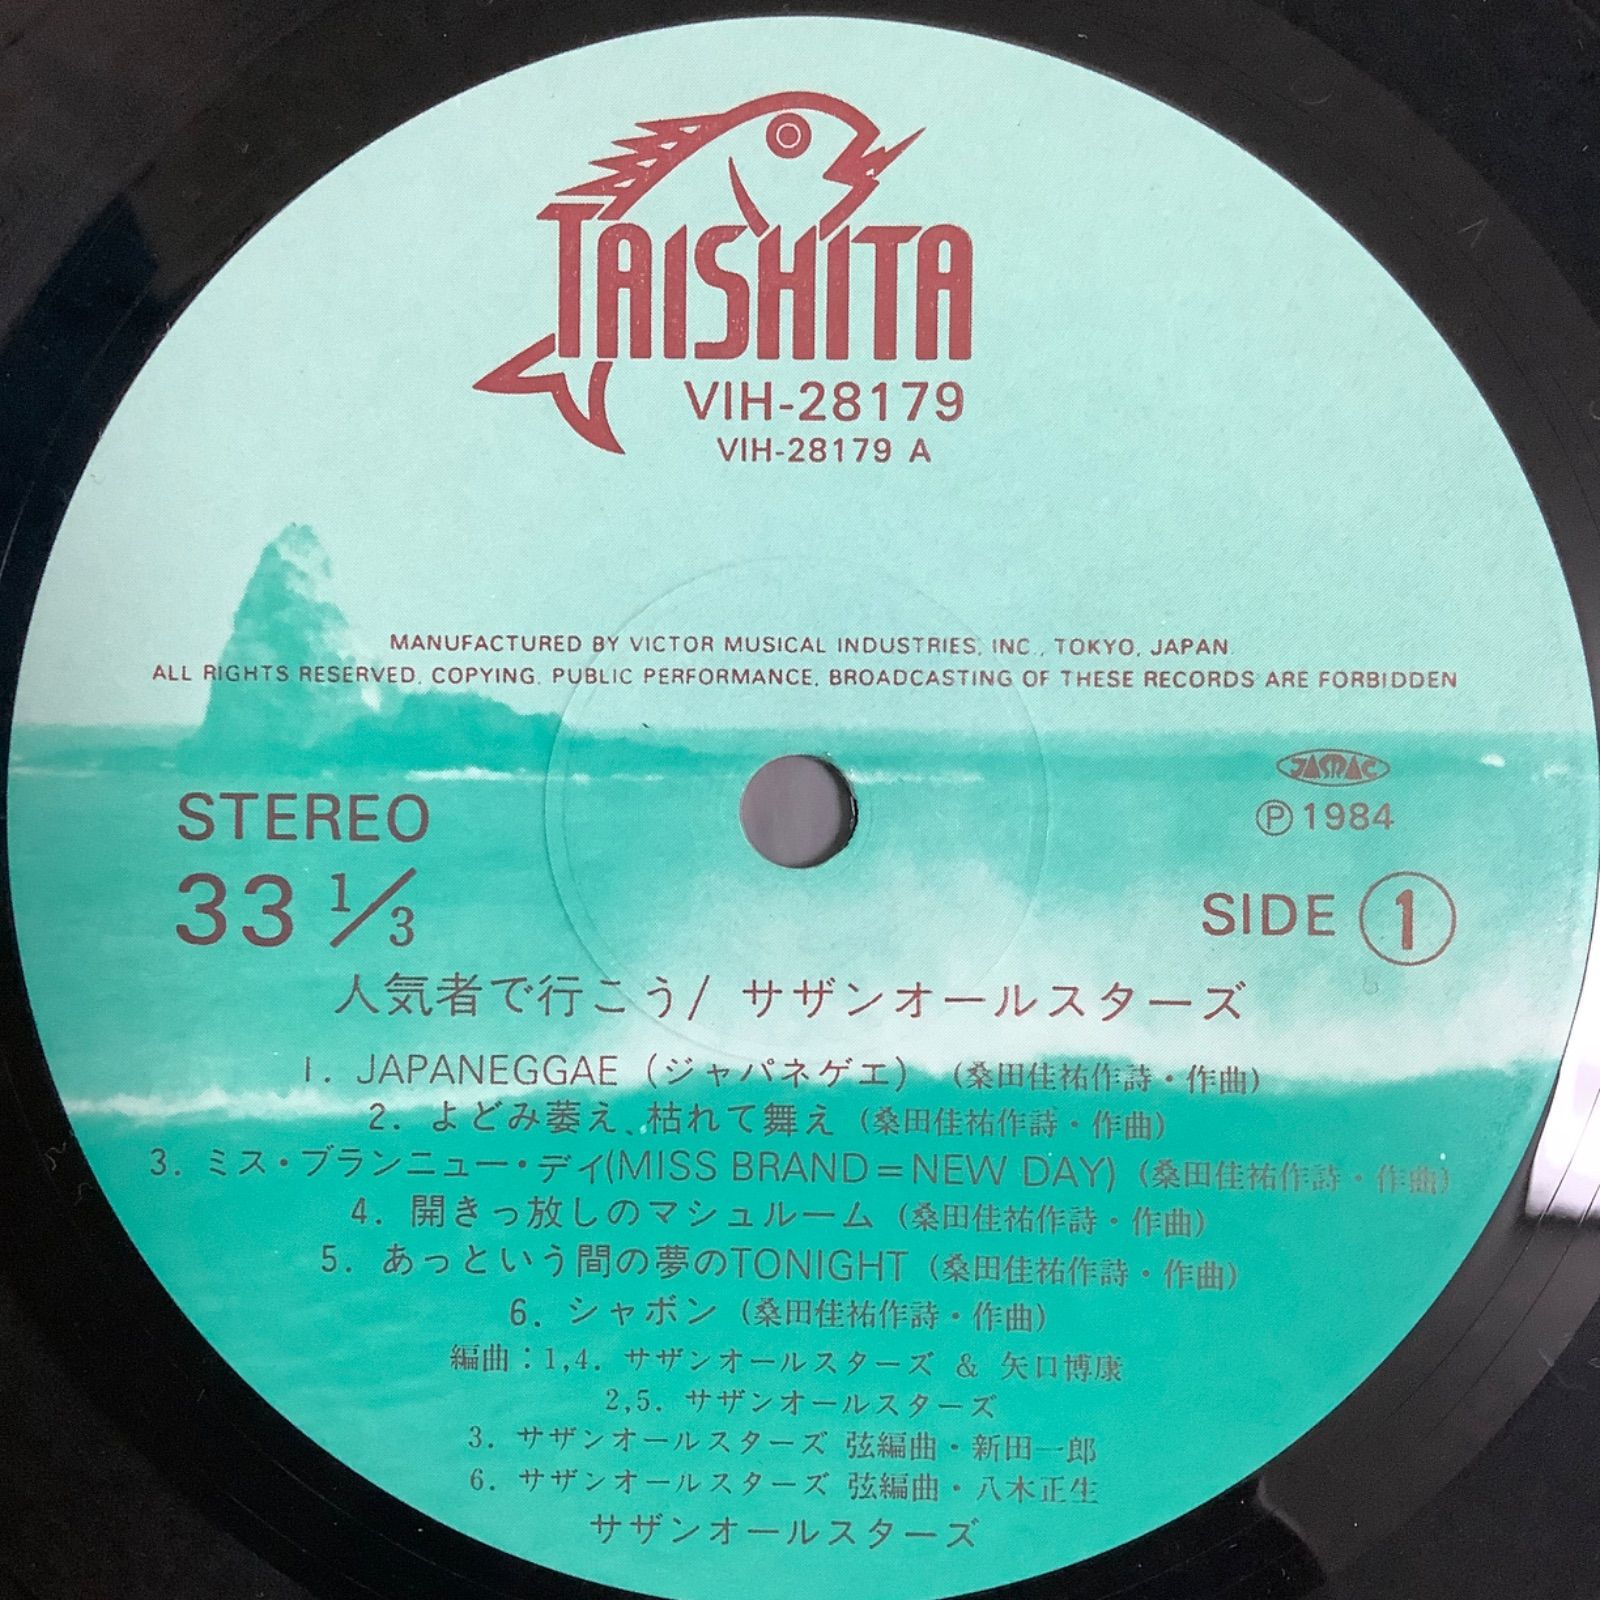 TAISHITA
VIH-28179
VIH-28179 A
MANUFACTURED BY VICTOR MUSICAL INDUSTRIES, INC., TOKYO, JAPAN.
ALL RIGHTS RESERVED. COPYING. PUBLIC PERFORMANCE. BROADCASTING OF THESE RECORDS ARE FORBIDDEN
JASRAC
Ⓟ1984
STEREO
33 1/3
SIDE 1
人気者で行こう/ サザンオールスターズ
1. JAPANEGGAE (ジャパネゲエ) (桑田佳祐作詩・作曲)
2. よどみ萎え、枯れて舞え (桑田佳祐作詩・作曲)
3. ミス・ブランニュー・デイ(MISS BRAND=NEW DAY) (桑田佳祐作詩・作曲)
4. 開きっ放しのマシュルーム (桑田佳祐作詩・作曲)
5. あっという間の夢のTONIGHT (桑田佳祐作詩・作曲)
6. シャボン (桑田佳祐作詩・作曲)
編曲:1,4. サザンオールスターズ & 矢口博康
2,5. サザンオールスターズ
3. サザンオールスターズ 弦編曲・新田一郎
6. サザンオールスターズ 弦編曲・八木正生
サザンオールスターズ